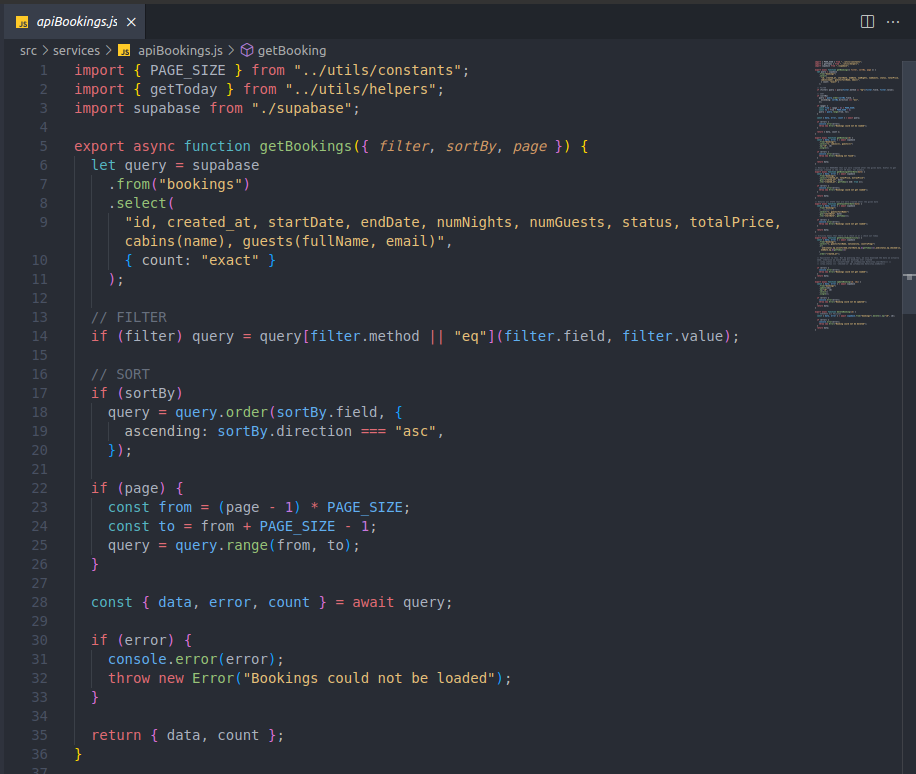 JS apiBookings.js ×
src > services > JS apiBookings.js > getBooking
1 import { PAGE_SIZE } from "../utils/constants";
2 import { getToday } from "../utils/helpers";
3 import supabase from "./supabase";
4
5 export async function getBookings({ filter, sortBy, page }) {
6   let query = supabase
7     .from("bookings")
8     .select(
9       "id, created_at, startDate, endDate, numNights, numGuests, status, totalPrice,
      cabins(name), guests(fullName, email)",
10       { count: "exact" }
11     );
12
13   // FILTER
14   if (filter) query = query[filter.method || "eq"](filter.field, filter.value);
15
16   // SORT
17   if (sortBy)
18     query = query.order(sortBy.field, {
19       ascending: sortBy.direction === "asc",
20     });
21
22   if (page) {
23     const from = (page - 1) * PAGE_SIZE;
24     const to = from + PAGE_SIZE - 1;
25     query = query.range(from, to);
26   }
27
28   const { data, error, count } = await query;
29
30   if (error) {
31     console.error(error);
32     throw new Error("Bookings could not be loaded");
33   }
34
35   return { data, count };
36 }
37